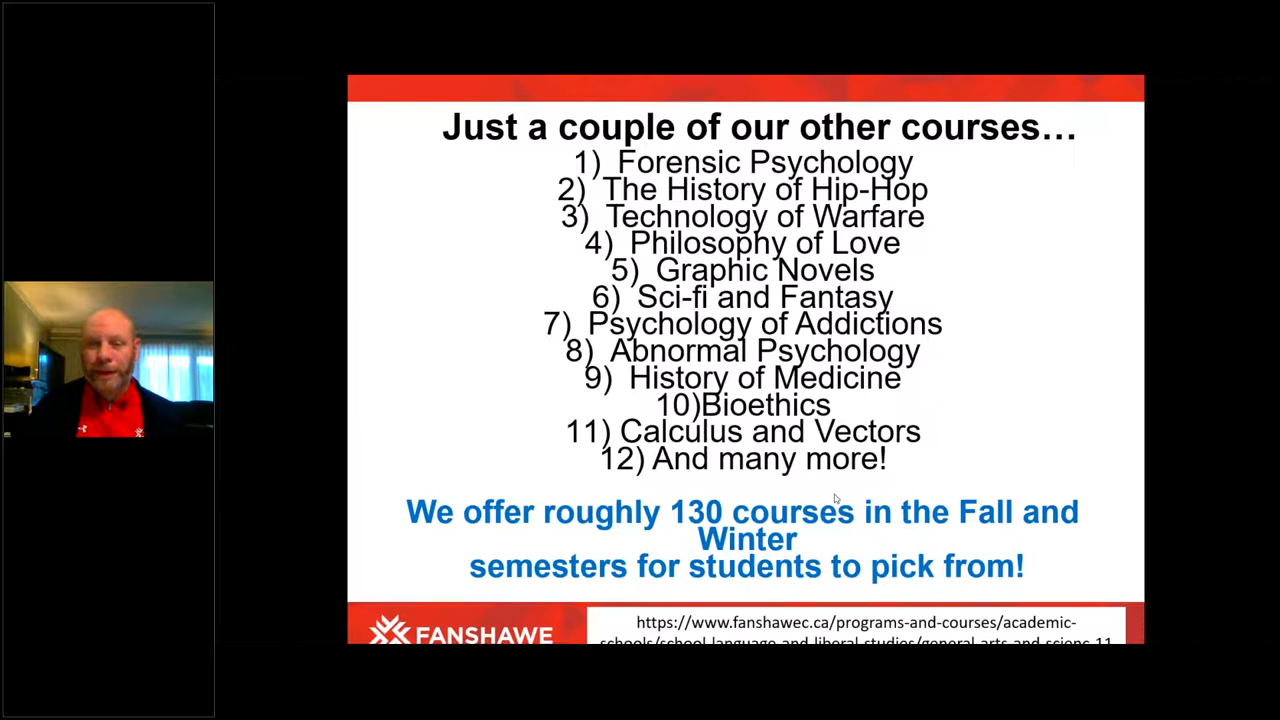 Just a couple of our other courses…
1) Forensic Psychology
2) The History of Hip-Hop
3) Technology of Warfare
4) Philosophy of Love
5) Graphic Novels
6) Sci-fi and Fantasy
7) Psychology of Addictions
8) Abnormal Psychology
9) History of Medicine
10)Bioethics
11) Calculus and Vectors
12) And many more!
We offer roughly 130 courses in the Fall and
Winter
semesters for students to pick from!
FANSHAWE
https://www.fanshawec.ca/programs-and-courses/academic-
schools/school-language-and-liberal-studies/general-arts-and-scienc-11